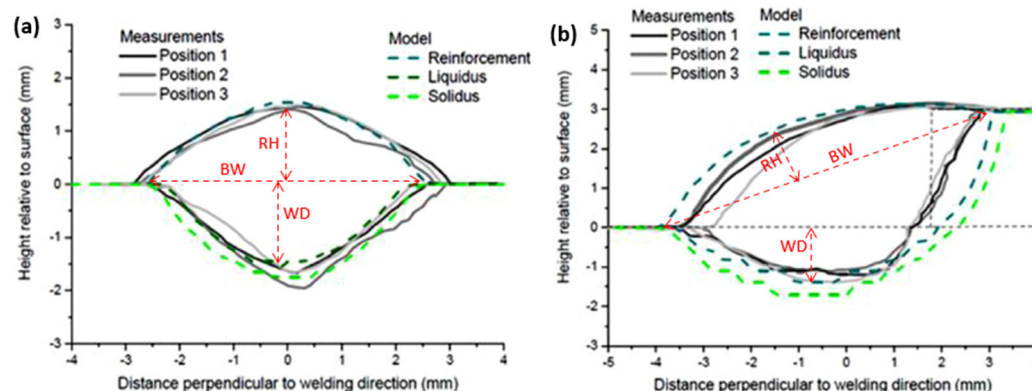 (a)
Measurements
Position 1
Position 2
Position 3
Model
Reinforcement
Liquidus
Solidus
3
2
1
0
-1
-2
-3
Height relative to surface (mm)
RH
BW
WD
-4 -3 -2 -1 0 1 2 3 4
Distance perpendicular to welding direction (mm)
(b)
Measurements
Position 1
Position 2
Position 3
Model
Reinforcement
Liquidus
Solidus
5
4
3
2
1
0
-1
-2
-3
Height relative to surface (mm)
RH
BW
WD
-5 -4 -3 -2 -1 0 1 2 3
Distance perpendicular to welding direction (mm)